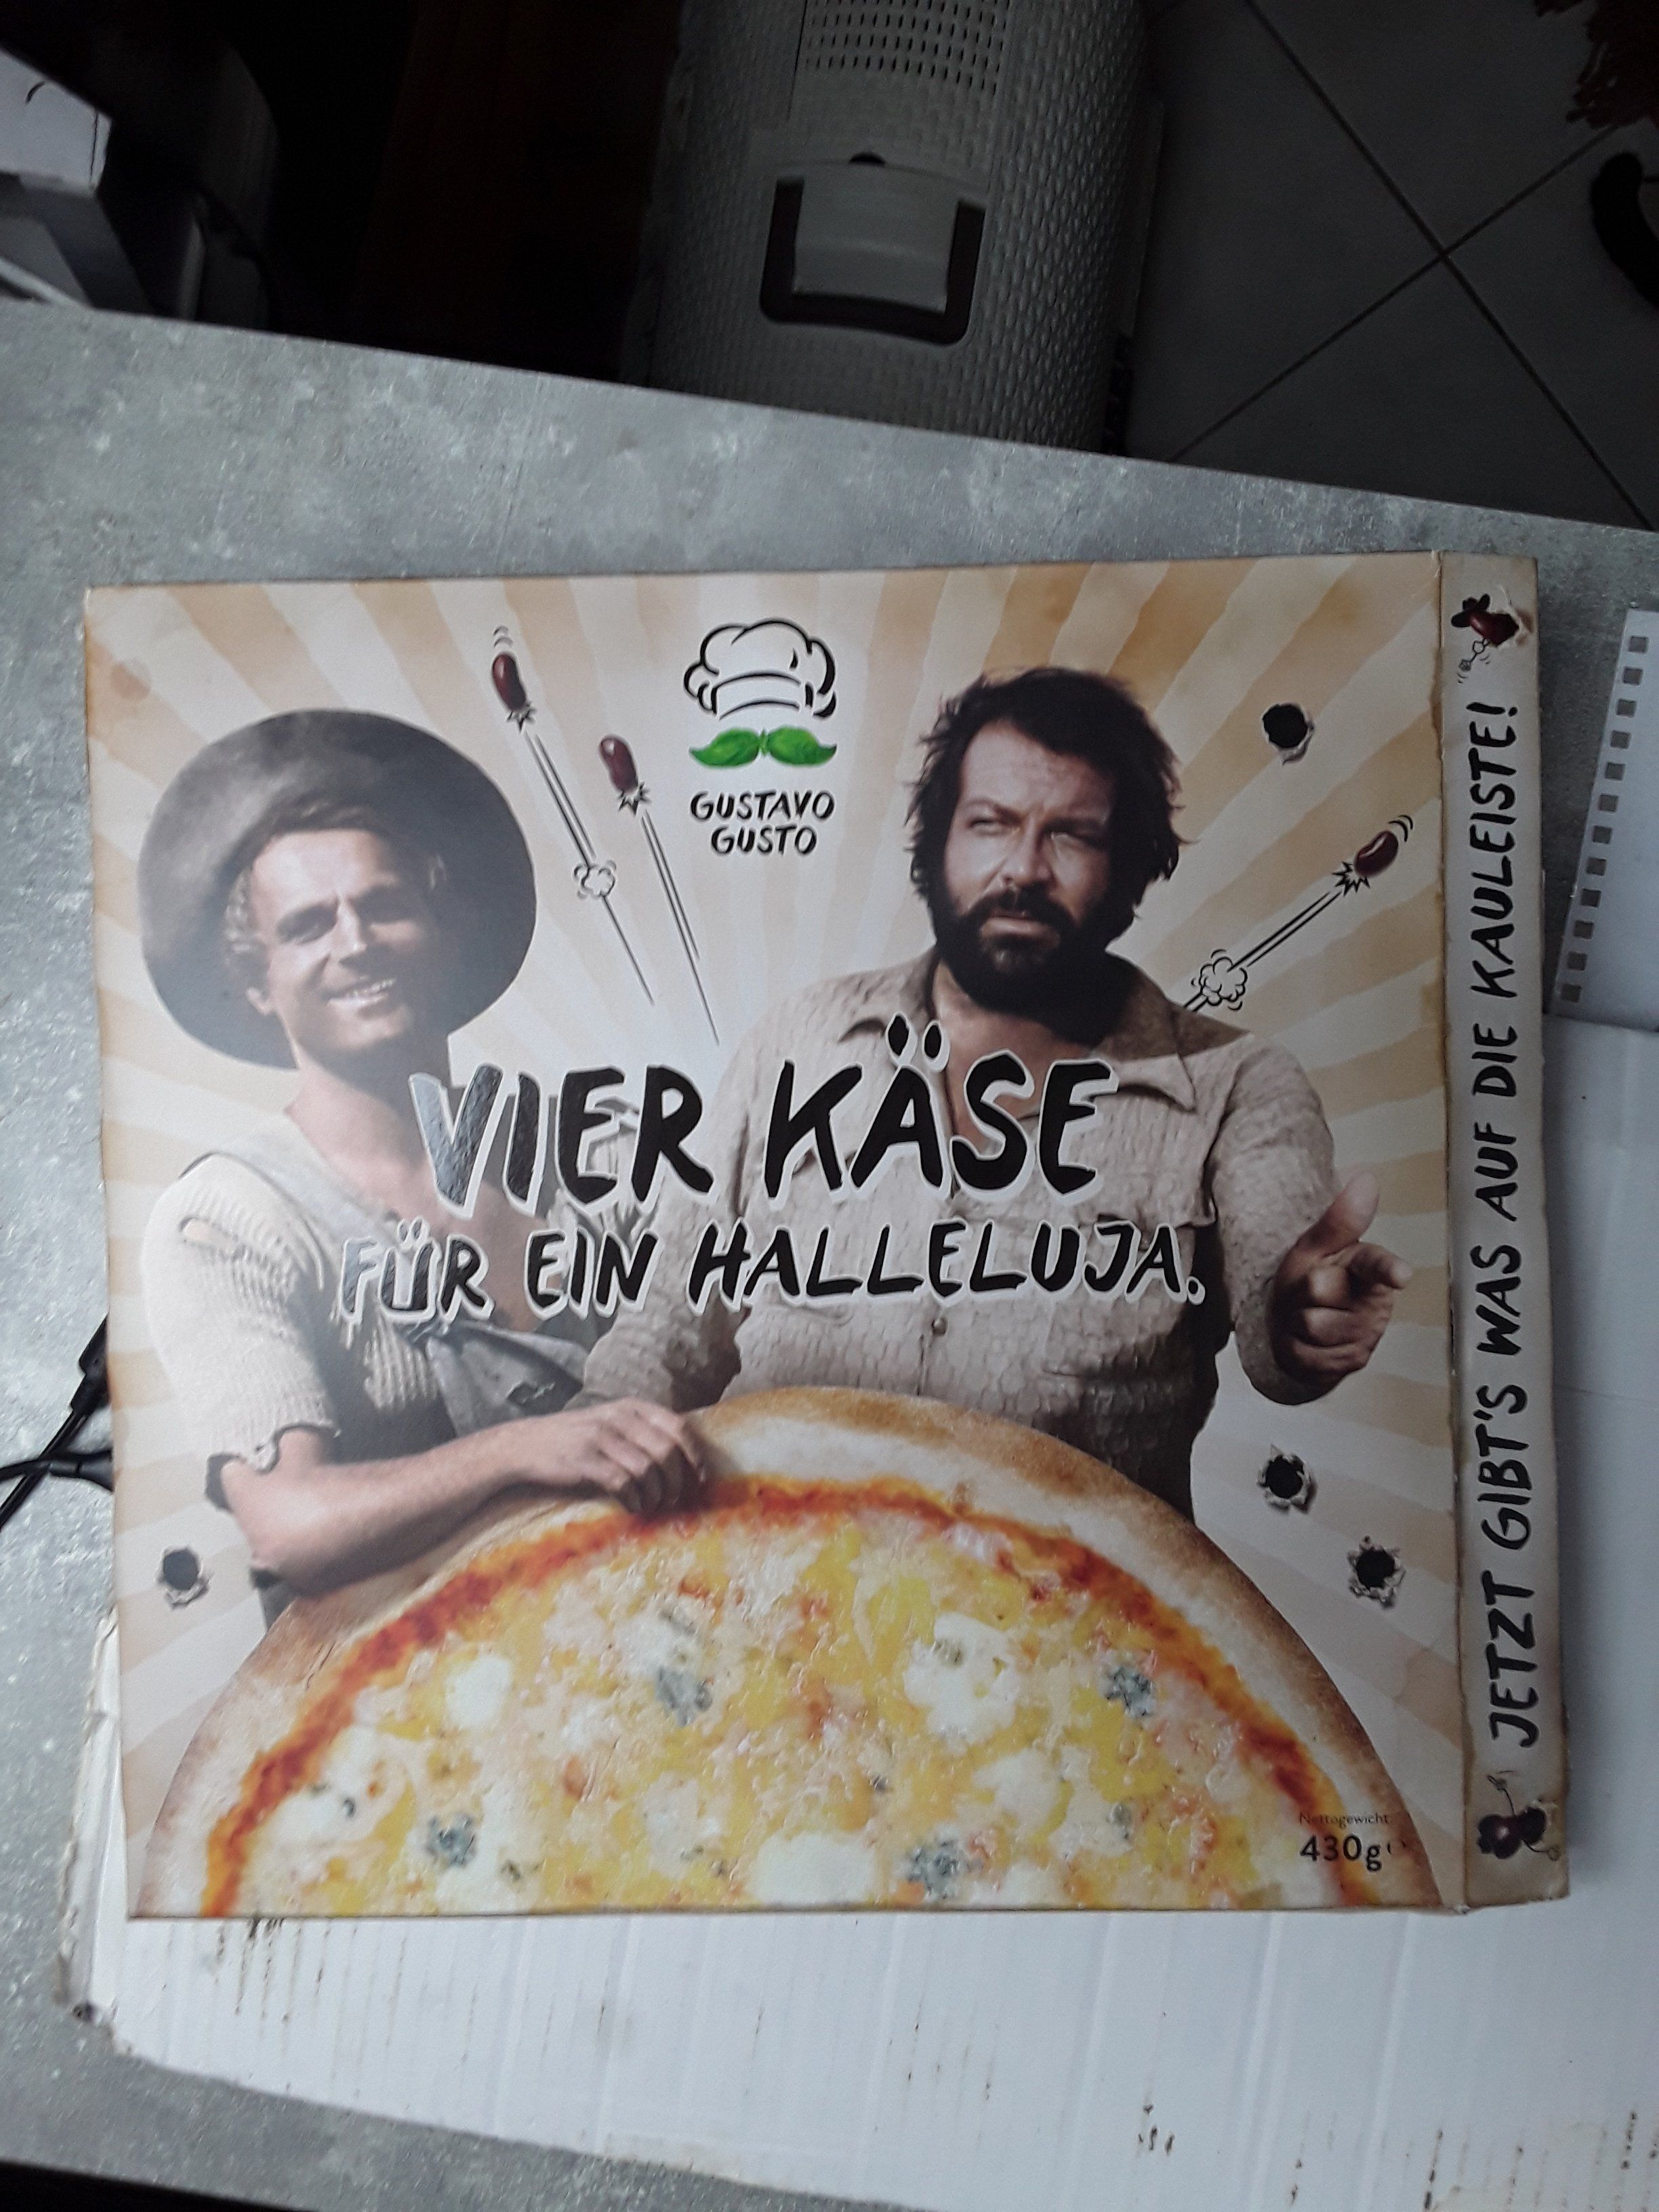 GUSTAVO
GUSTO
VIER KÄSE
FÜR EIN HALLELUJA.
Nettogewicht:
430g
JETZT GIBT'S WAS AUF DIE KAULEISTE!